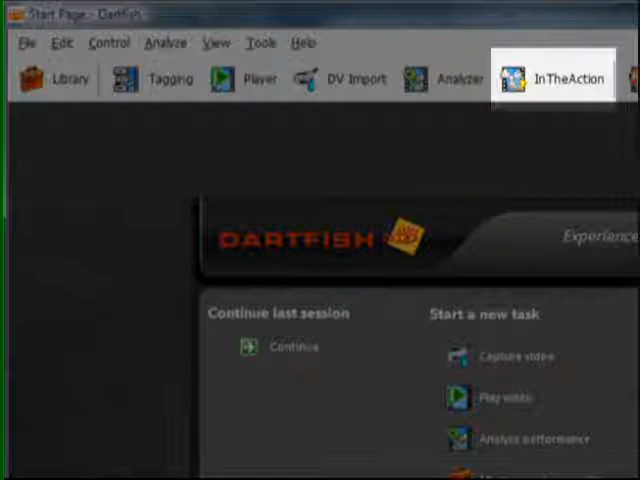 Start Page - Dartfish
File Edit Control Analyze View Tools Help
Library Tagging Player DV Import Analyzer InTheAction
DARTFISH Experience
Continue last session Start a new task
Continue Capture video
Play video
Analyze performance